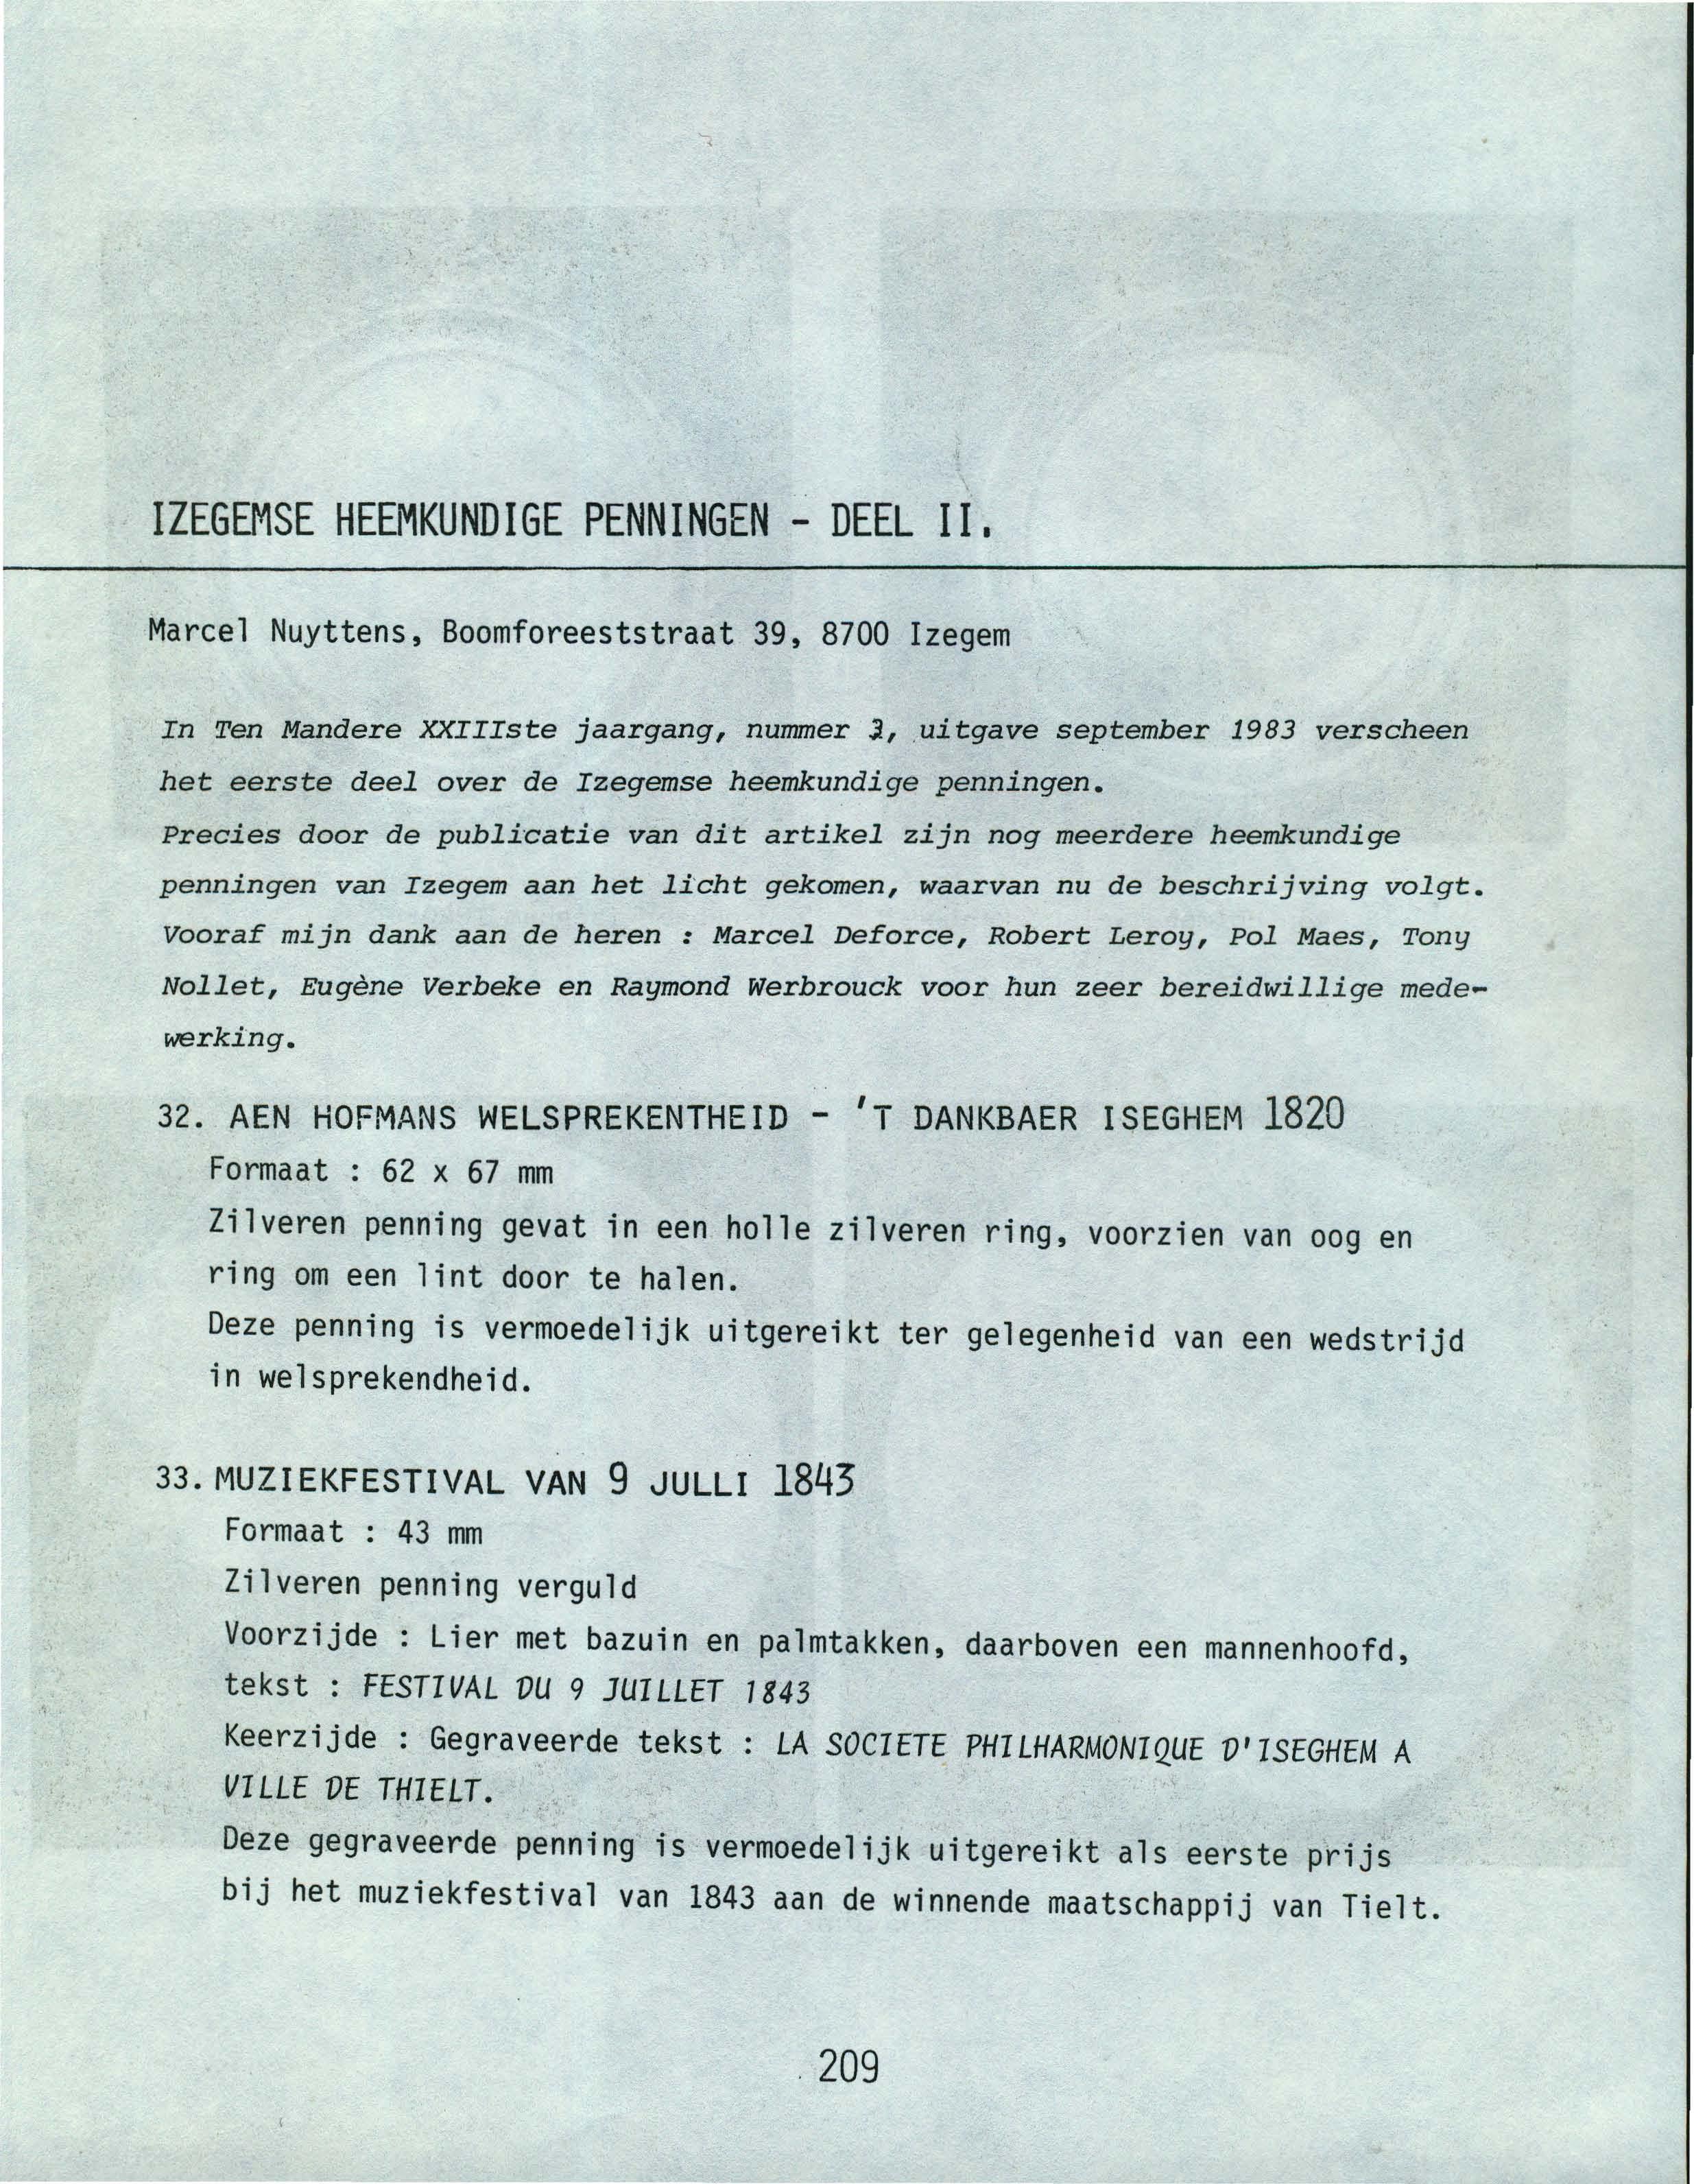 IZEGEMSE HEEMKUNDIGE PENNINGEN - DEEL II.
Marcel Nuyttens, Boomforeeststraat 39, 8700 Izegem
In Ten Mandere XXIIIste jaargang, nummer 3, uitgave september 1983 verscheen
het eerste deel over de Izegemse heemkundige penningen.
Precies door de publicatie van dit artikel zijn nog meerdere heemkundige
penningen van Izegem aan het licht gekomen, waarvan nu de beschrijving volgt.
Vooraf mijn dank aan de heren : Marcel Deforce, Robert Leroy, Pol Maes, Tony
Nollet, Eugène Verbeke en Raymond Werbrouck voor hun zeer bereidwillige mede-
werking.
32. AEN HOFMANS WELSPREKENTHEID - 'T DANKBAER ISEGHEM 1820
Formaat : 62 x 67 mm
Zilveren penning gevat in een holle zilveren ring, voorzien van oog en
ring om een lint door te halen.
Deze penning is vermoedelijk uitgereikt ter gelegenheid van een wedstrijd
in welsprekendheid.
33. MUZIEKFESTIVAL VAN 9 JULLI 1843
Formaat : 43 mm
Zilveren penning verguld
Voorzijde : Lier met bazuin en palmtakken, daarboven een mannenhoofd,
tekst : FESTIVAL DU 9 JUILLET 1843
Keerzijde : Gegraveerde tekst : LA SOCIETE PHILHARMONIQUE D'ISEGHEM A
VILLE DE THIELT.
Deze gegraveerde penning is vermoedelijk uitgereikt als eerste prijs
bij het muziekfestival van 1843 aan de winnende maatschappij van Tielt.
209